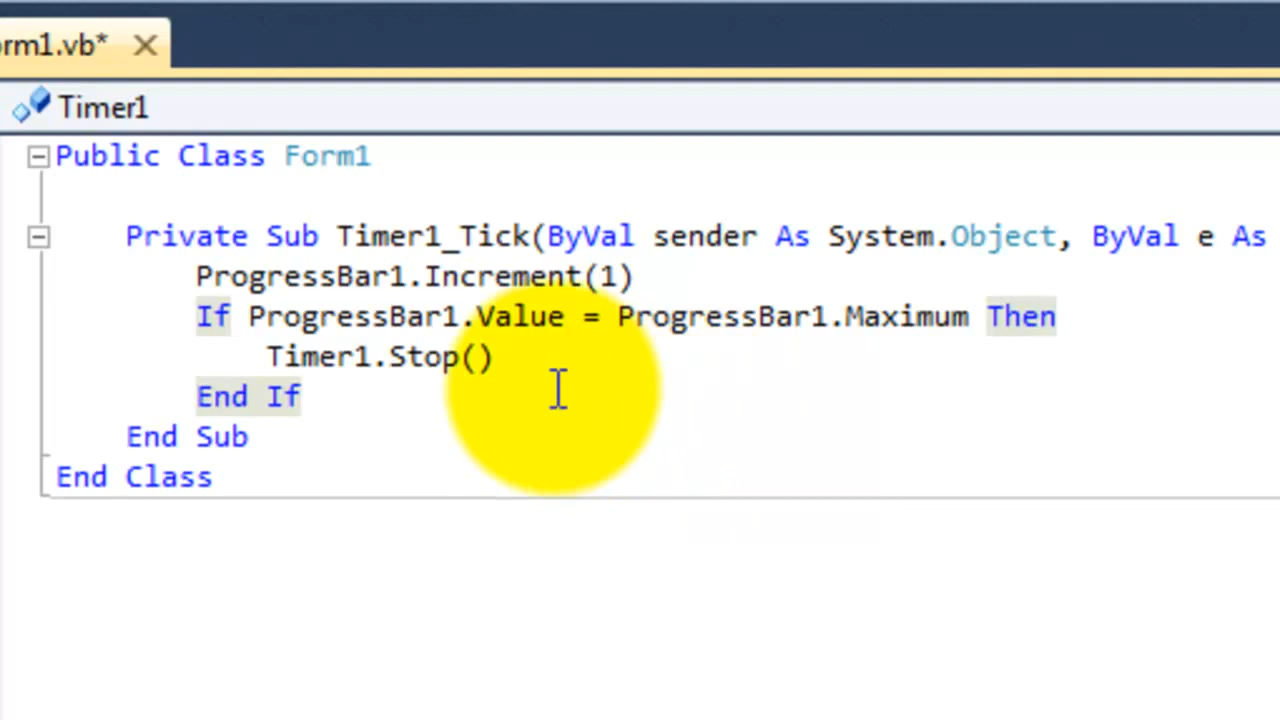 rm1.vb*
Timer1
Public Class Form1
Private Sub Timer1_Tick(ByVal sender As System.Object, ByVal e As
ProgressBar1.Increment(1)
If ProgressBar1.Value = ProgressBar1.Maximum Then
Timer1.Stop()
End If
End Sub
End Class